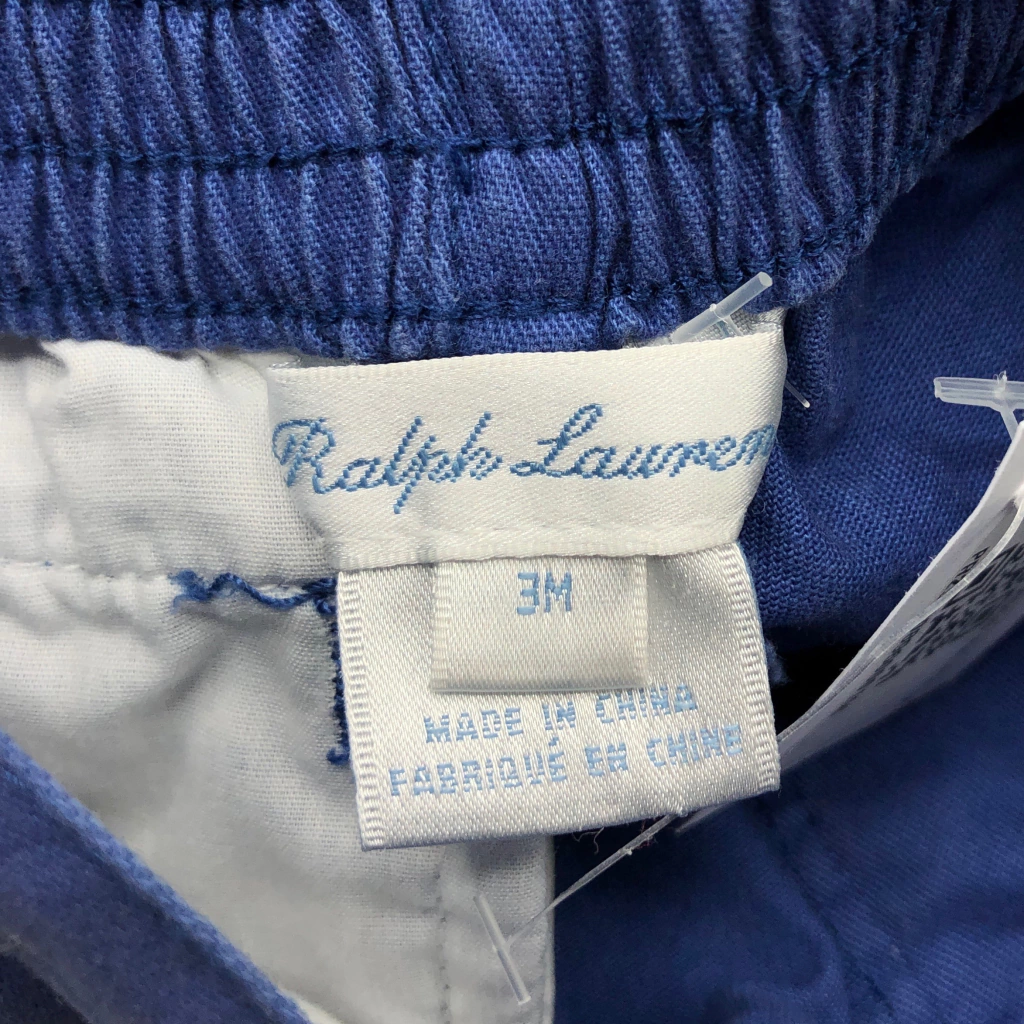 Ralph Lauren
3M
MADE IN CHINA
FABRIQUÉ EN CHINE